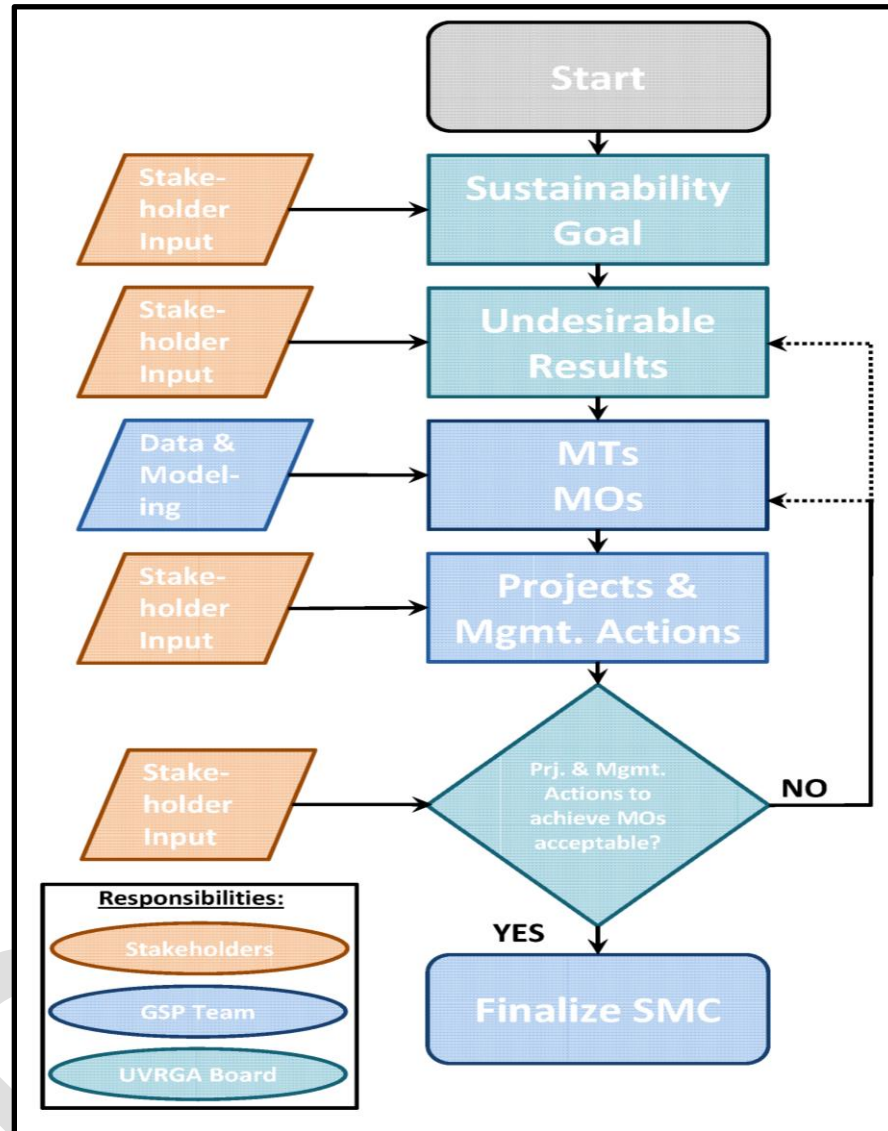 Start
Stake-
holder
Input
Sustainability
Goal
Stake-
holder
Input
Undesirable
Results
Data &
Model-
ing
MTs
MOs
Stake-
holder
Input
Projects &
Mgmt. Actions
Stake-
holder
Input
Prj. & Mgmt.
Actions to
achieve MOs
acceptable?
NO
YES
Finalize SMC
Responsibilities:
Stakeholders
GSP Team
UVRGA Board